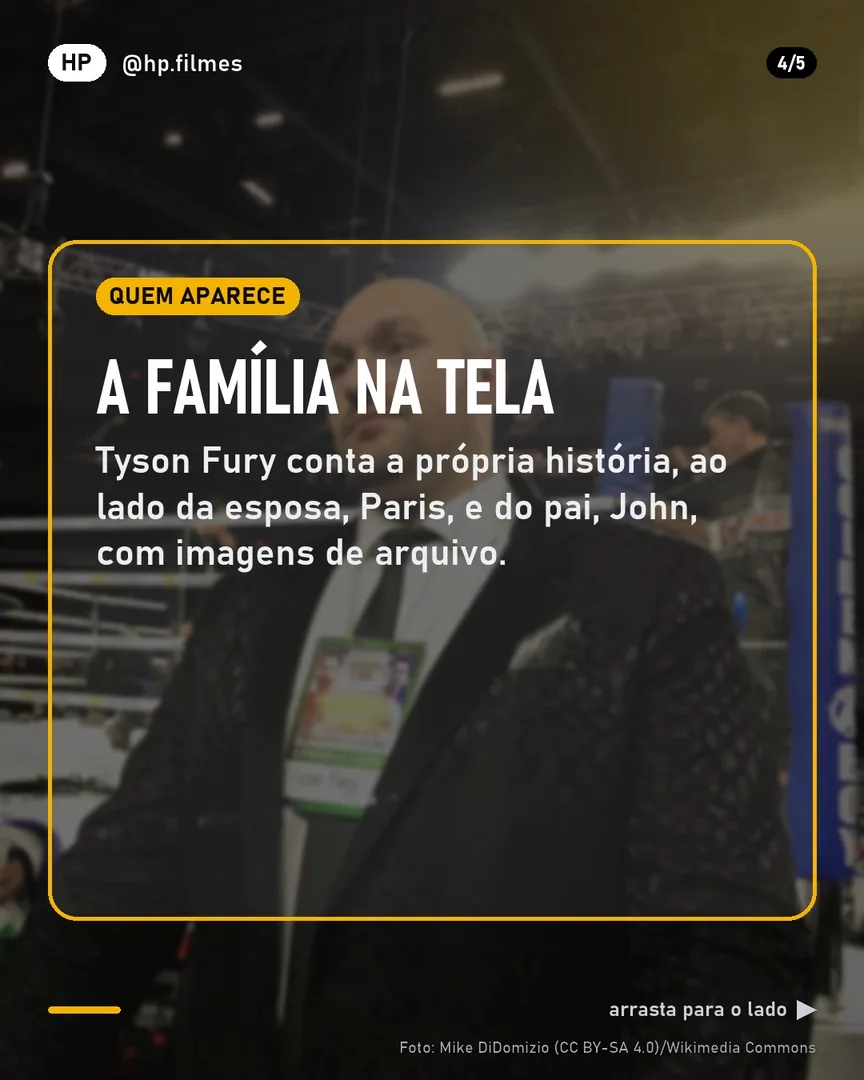 HP @hp.filmes
4/5
QUEM APARECE
A FAMÍLIA NA TELA
Tyson Fury conta a própria história, ao
lado da esposa, Paris, e do pai, John,
com imagens de arquivo.
arrasta para o lado ▶
Foto: Mike DiDomizio (CC BY-SA 4.0)/Wikimedia Commons